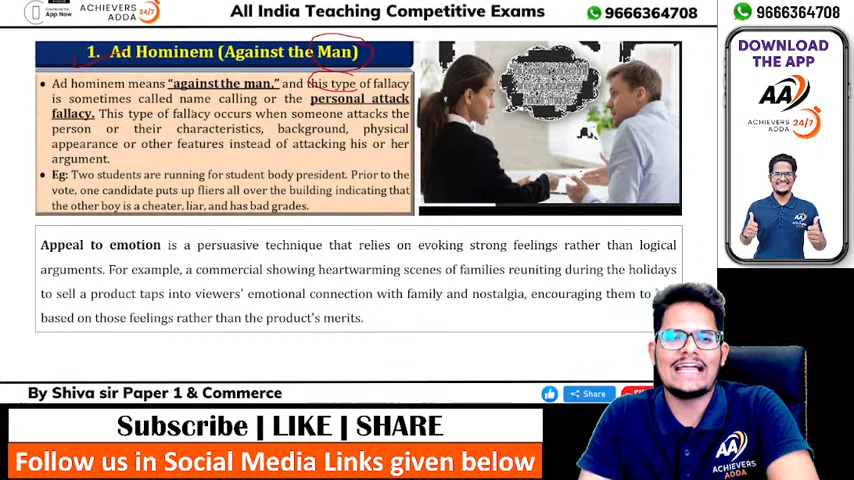 App Now
ACHIEVERS
ADDA
24/7
All India Teaching Competitive Exams
9666364708
9666364708
1. Ad Hominem (Against the Man)
• Ad hominem means "against the man," and this type of fallacy
is sometimes called name calling or the personal attack
fallacy. This type of fallacy occurs when someone attacks the
person or their characteristics, background, physical
appearance or other features instead of attacking his or her
argument.
• Eg: Two students are running for student body president. Prior to the
vote, one candidate puts up fliers all over the building indicating that
the other boy is a cheater, liar, and has bad grades.
DOWNLOAD
THE APP
AA
ACHIEVERS
ADDA
24/7
AA
Appeal to emotion is a persuasive technique that relies on evoking strong feelings rather than logical
arguments. For example, a commercial showing heartwarming scenes of families reuniting during the holidays
to sell a product taps into viewers' emotional connection with family and nostalgia, encouraging them to
based on those feelings rather than the product's merits.
By Shiva sir Paper 1 & Commerce
Share
Subscribe | LIKE | SHARE
Follow us in Social Media Links given below
AA
ACHIEVERS
ADDA